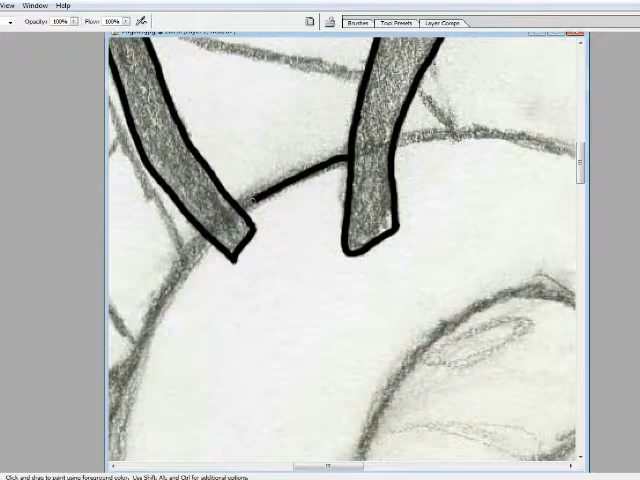 View Window Help
Opacity: 100% Flow: 100%
Brushes Tool Presets Layer Comps
Click and drag to paint using foreground color. Use Shift, Alt, and Ctrl for additional options.